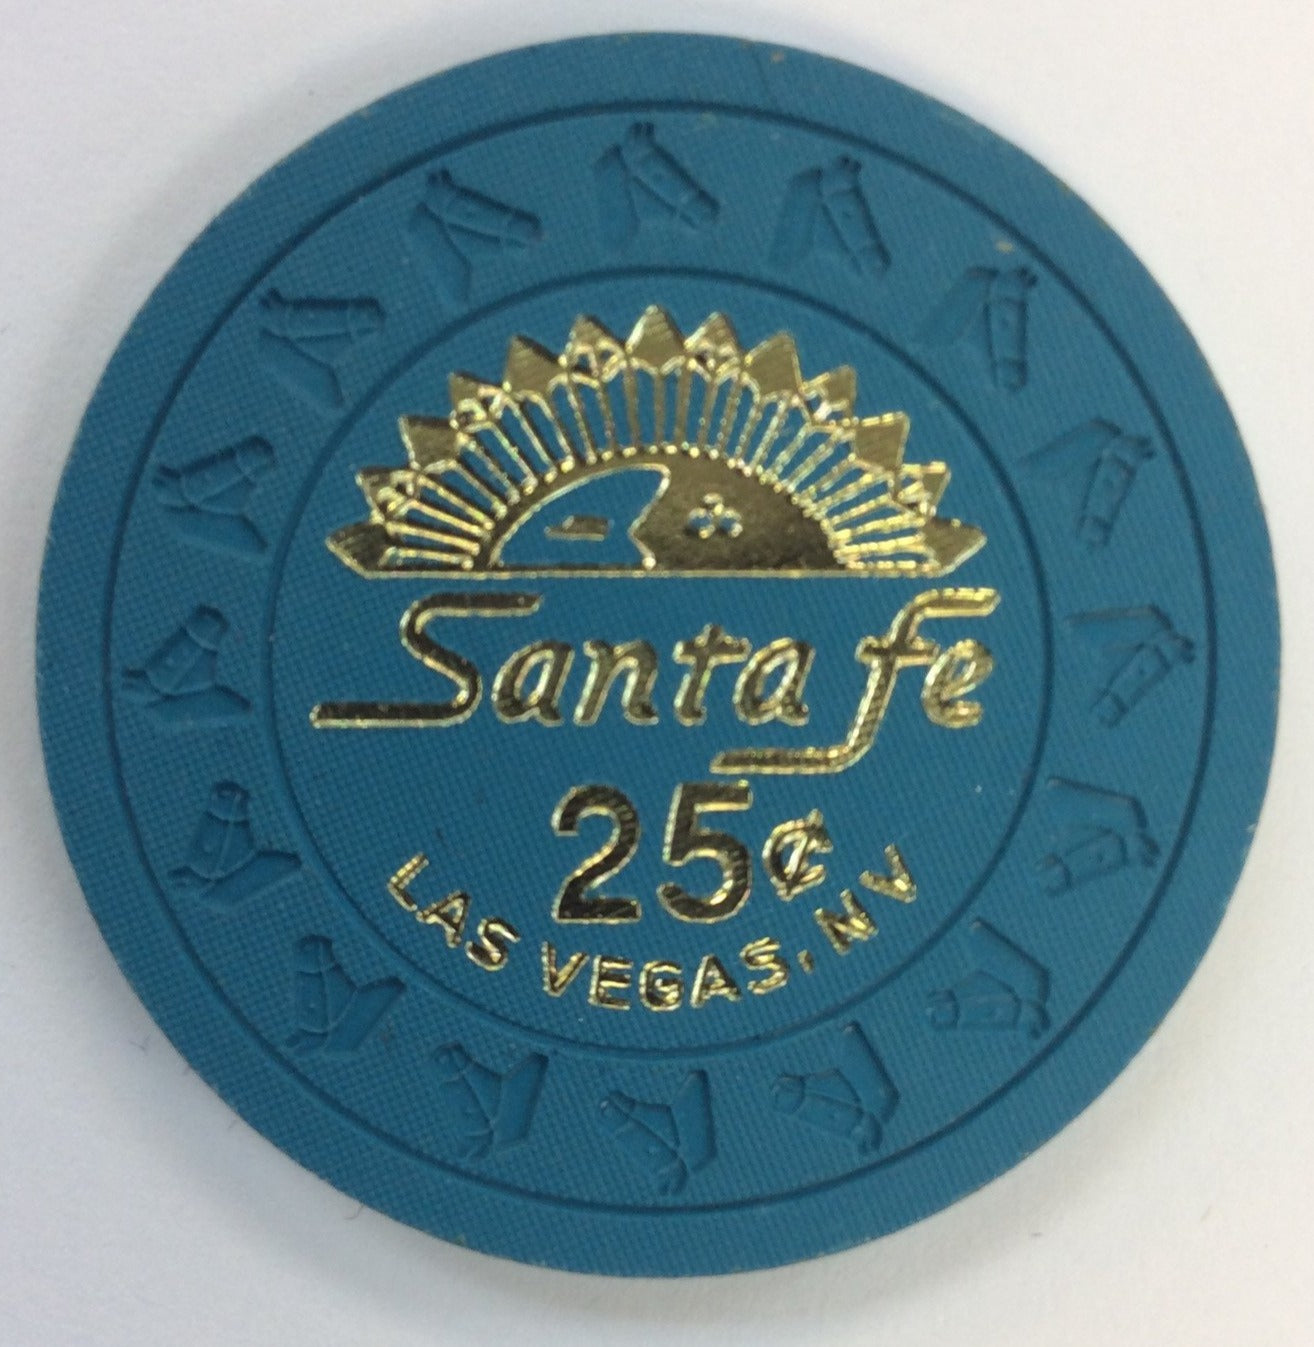 Santa fe
25¢
LAS VEGAS, NV